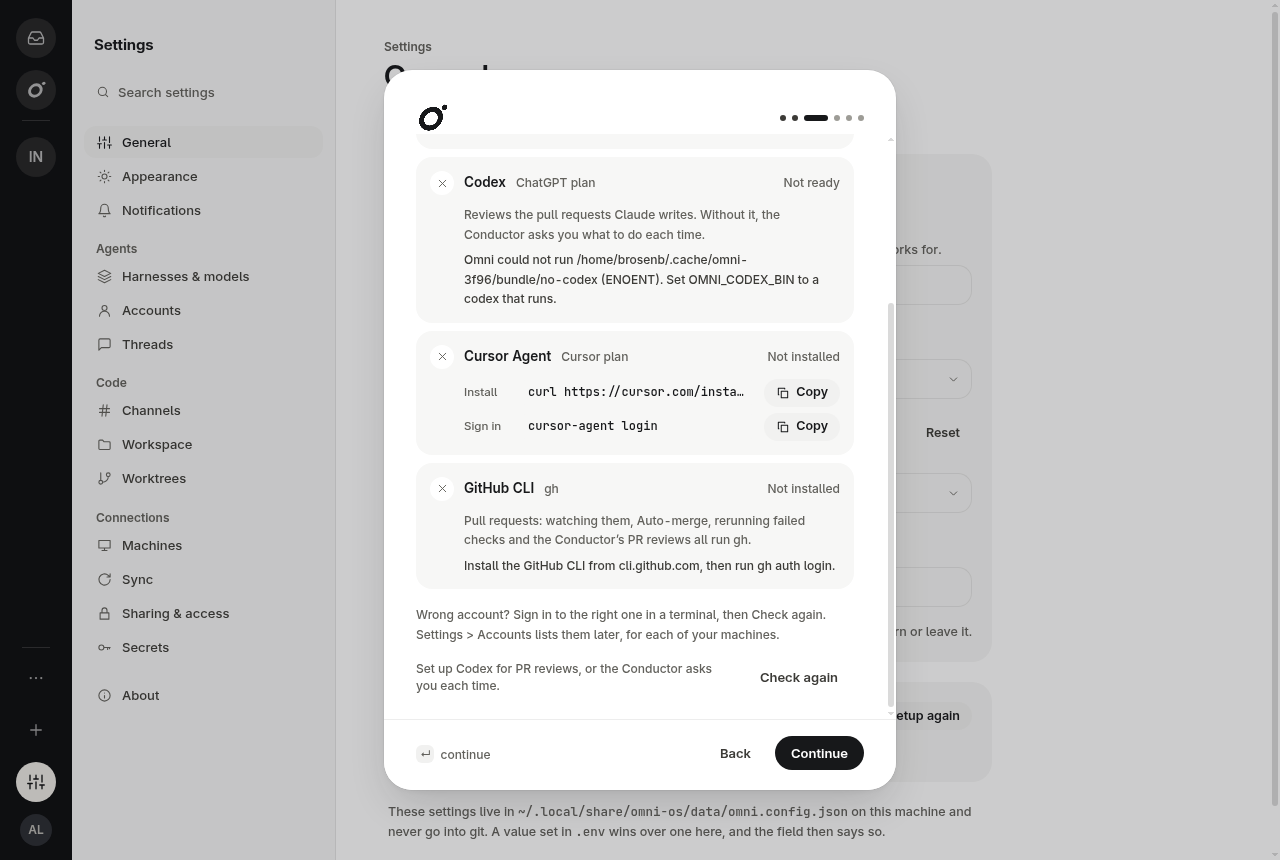 Settings
Search settings
General
Appearance
Notifications
Agents
Harnesses & models
Accounts
Threads
Code
Channels
Workspace
Worktrees
Connections
Machines
Sync
Sharing & access
Secrets
About
IN
AL
Settings
Codex ChatGPT plan Not ready
Reviews the pull requests Claude writes. Without it, the
Conductor asks you what to do each time.
Omni could not run /home/brosenb/.cache/omni-
3f96/bundle/no-codex (ENOENT). Set OMNI_CODEX_BIN to a
codex that runs.
Cursor Agent Cursor plan Not installed
Install curl https://cursor.com/insta… Copy
Sign in cursor-agent login Copy
GitHub CLI gh Not installed
Pull requests: watching them, Auto-merge, rerunning failed
checks and the Conductor’s PR reviews all run gh.
Install the GitHub CLI from cli.github.com, then run gh auth login.
Wrong account? Sign in to the right one in a terminal, then Check again.
Settings > Accounts lists them later, for each of your machines.
Set up Codex for PR reviews, or the Conductor asks
you each time.
Check again
continue
Back
Continue
orks for.
Reset
rn or leave it.
etup again
These settings live in ~/.local/share/omni-os/data/omni.config.json on this machine and
never go into git. A value set in .env wins over one here, and the field then says so.